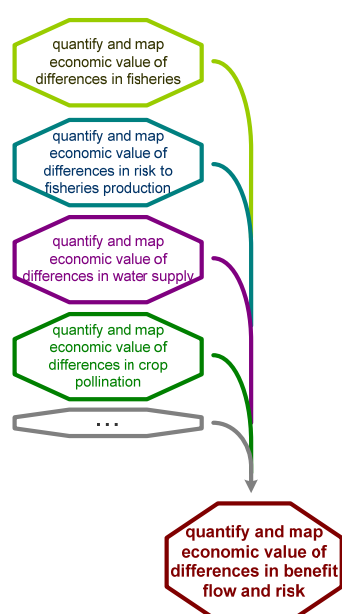 quantify and map
economic value of
differences in fisheries
quantify and map
economic value of
differences in risk to
fisheries production
quantify and map
economic value of
differences in water supply
quantify and map
economic value of
differences in crop
pollination
...
quantify and map
economic value of
differences in benefit
flow and risk